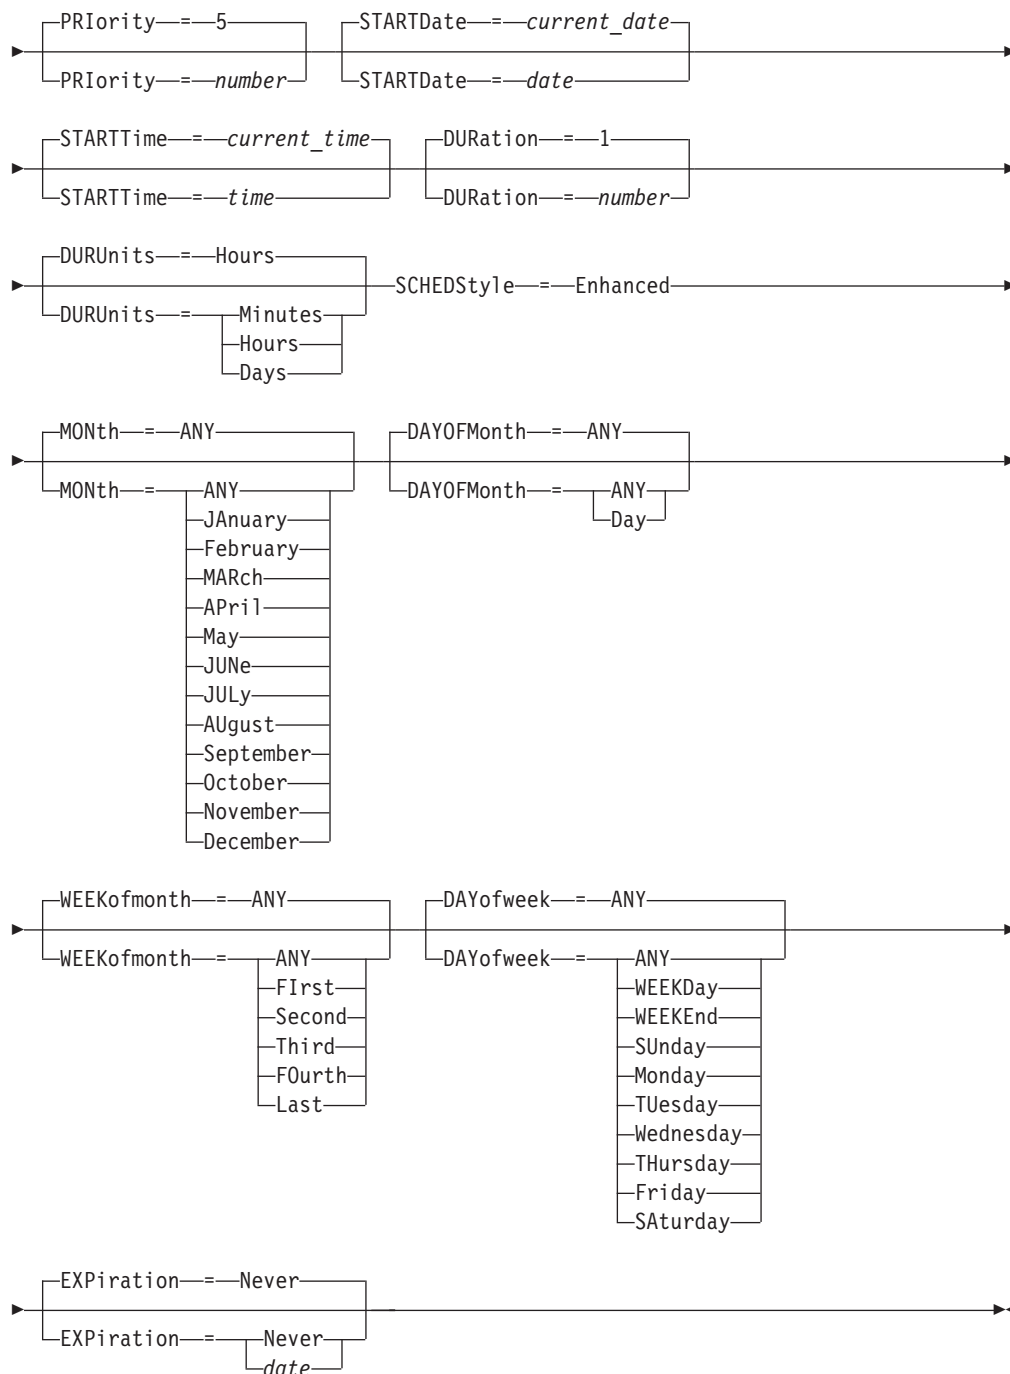 PRIority = 5 STARTDate = current_date
PRIority = number STARTDate = date
STARTTime = current_time DURation = 1
STARTTime = time DURation = number
DURUnits = Hours
SCHEDStyle = Enhanced
DURUnits = Minutes
Hours
Days
MONth = ANY DAYOFMonth = ANY
MONth = ANY DAYOFMonth = ANY
JAnuary Day
February
MARch
APril
May
JUNe
JULy
AUgust
September
October
November
December
WEEKofmonth = ANY DAYofweek = ANY
WEEKofmonth = ANY DAYofweek = ANY
FIrst WEEKDay
Second WEEKEnd
Third SUnday
FOurth Monday
Last TUesday
Wednesday
THursday
Friday
SAturday
EXPiration = Never
EXPiration = Never
date